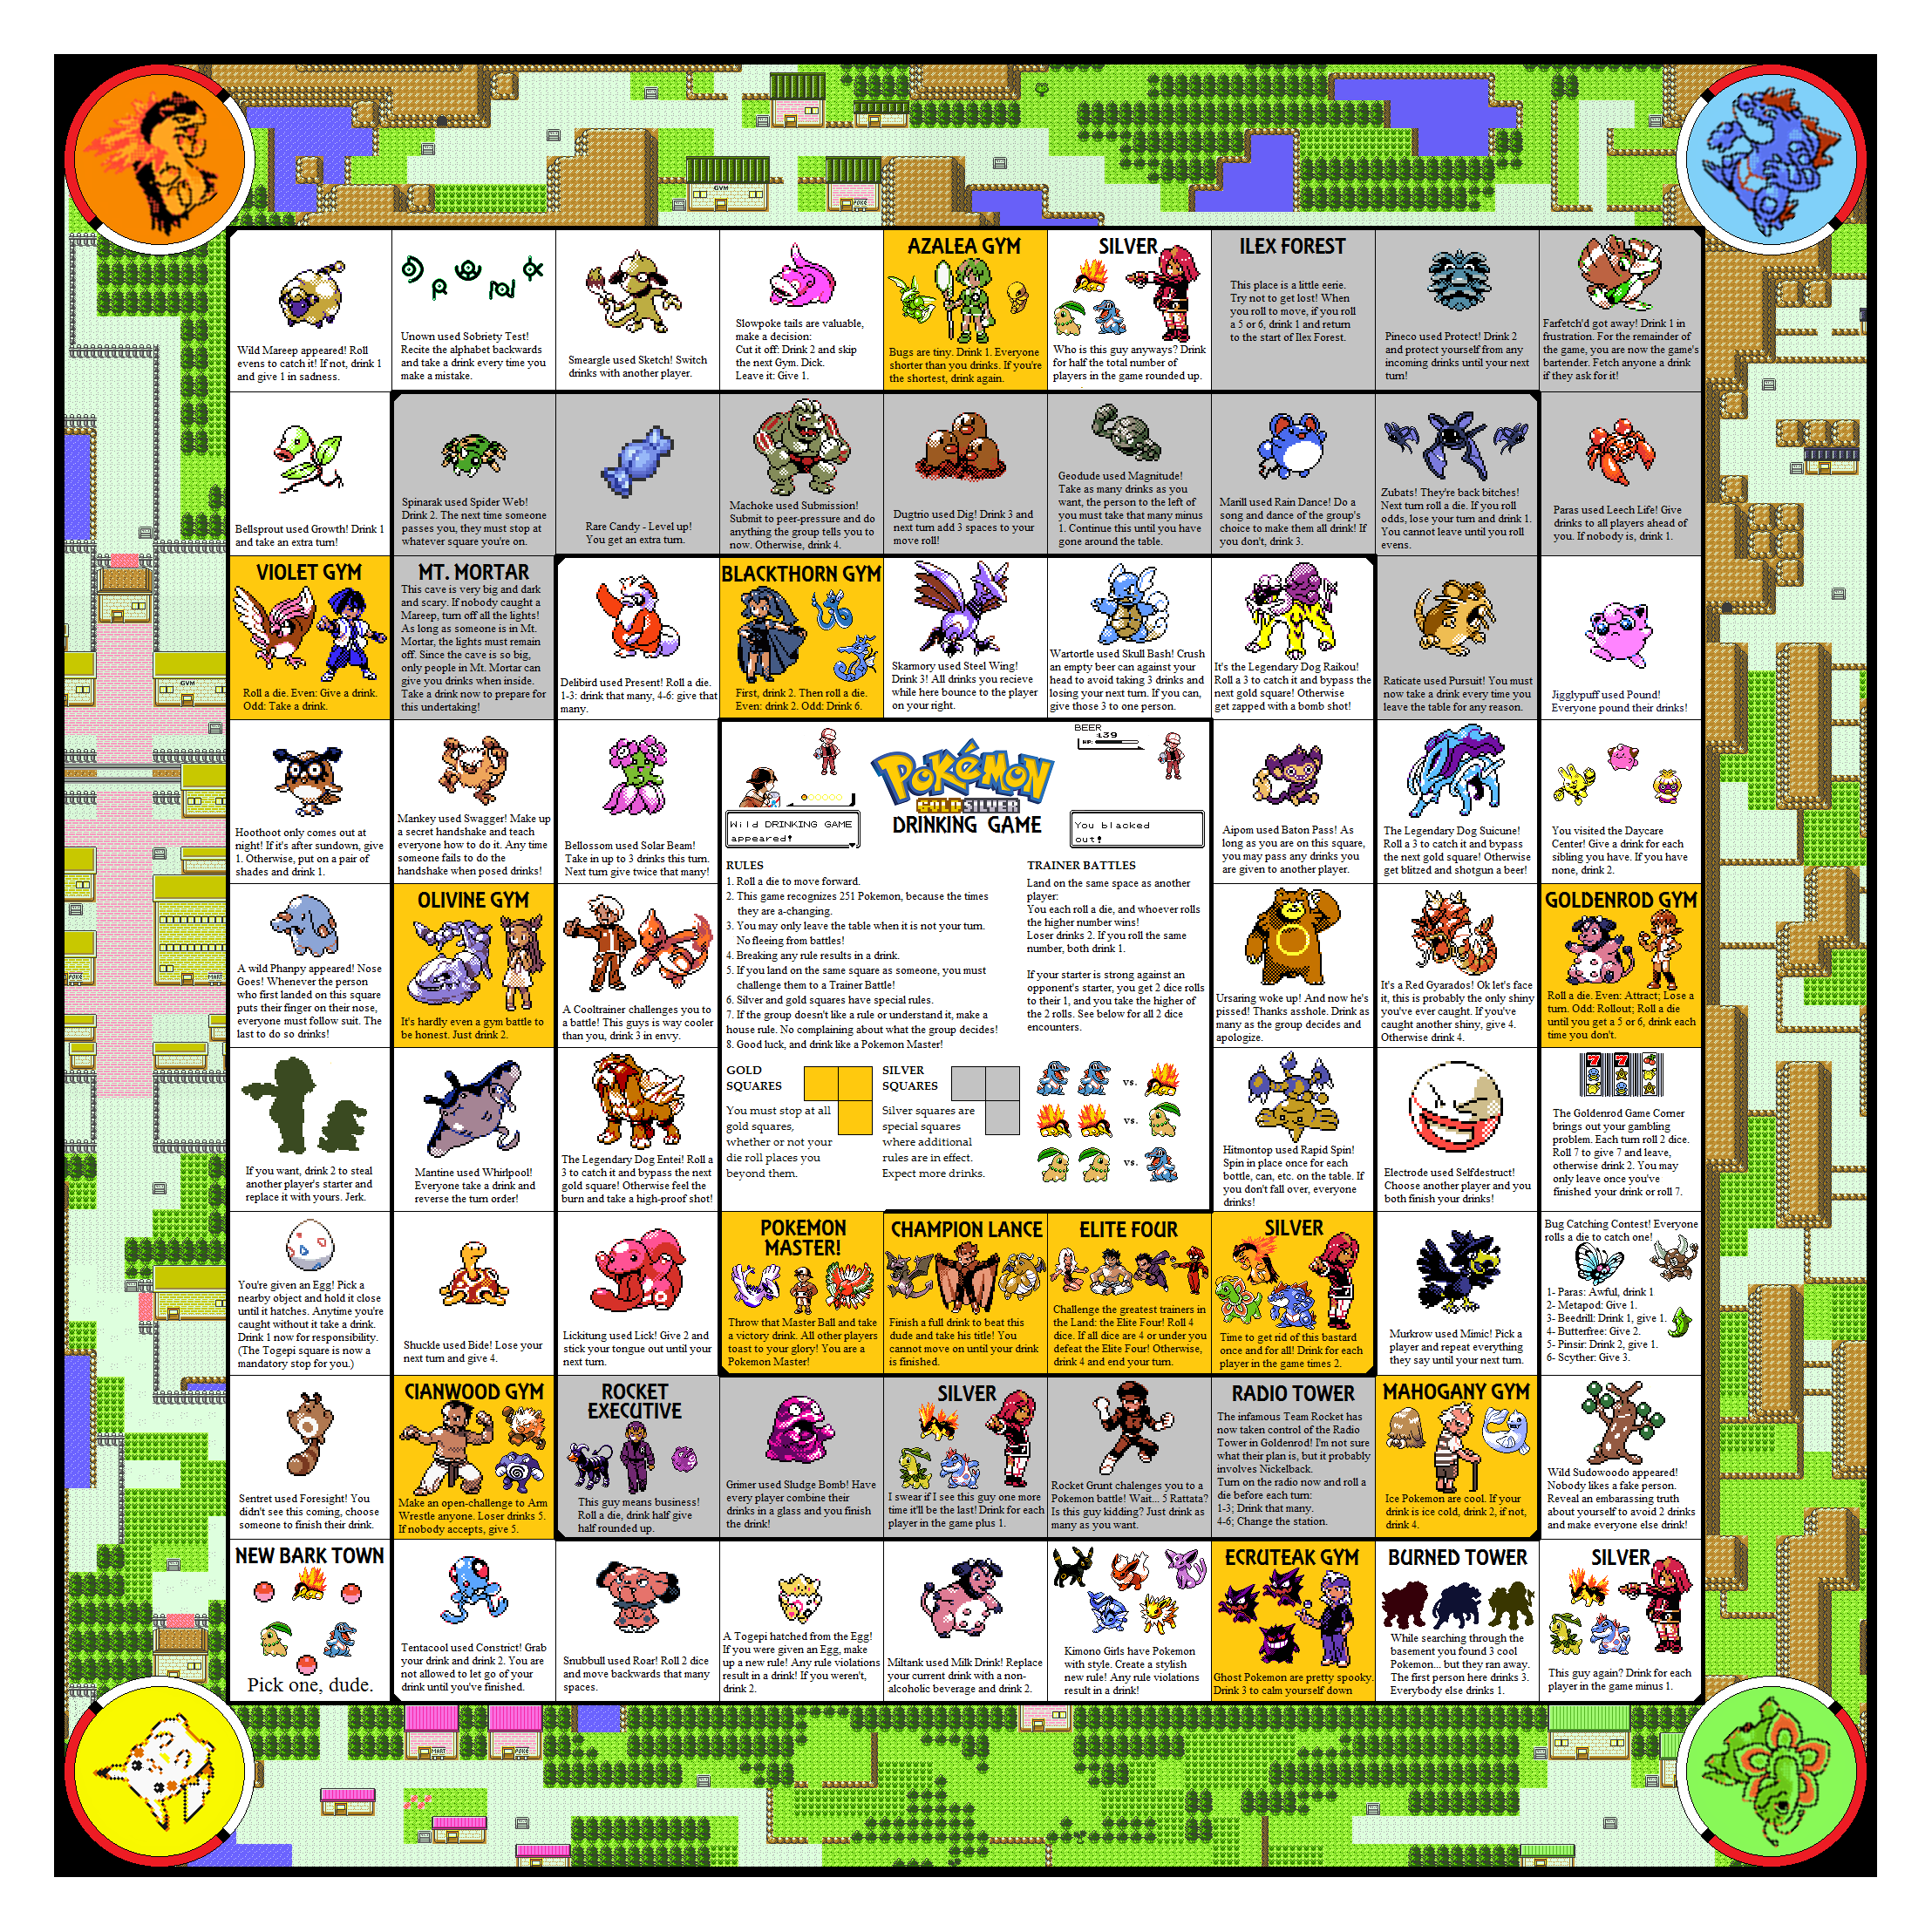 Wild Mareep appeared! Roll
evens to catch it! If not, drink 1
and give 1 in sadness.
Unown used Sobriety Test!
Recite the alphabet backwards
and take a drink every time you
make a mistake.
Smeargle used Sketch! Switch
drinks with another player.
Slowpoke tails are valuable,
make a decision:
Cut it off: Drink 2 and skip
the next Gym. Dick.
Leave it: Give 1.
AZALEA GYM
Bugs are tiny. Drink 1. Everyone
shorter than you drinks. If you're
the shortest, drink again.
SILVER
Who is this guy anyways? Drink
for half the total number of
players in the game rounded up.
ILEX FOREST
This place is a little eerie.
Try not to get lost! When
you roll to move, if you roll
a 5 or 6, drink 1 and return
to the start of Ilex Forest.
Pineco used Protect! Drink 2
and protect yourself from any
incoming drinks until your next
turn!
Farfetch'd got away! Drink 1 in
frustration. For the remainder of
the game, you are now the game's
bartender. Fetch anyone a drink
if they ask for it!
Bellsprout used Growth! Drink 1
and take an extra turn!
Spinarak used Spider Web!
Drink 2. The next time someone
passes you, they must stop at
whatever square you're on.
Rare Candy - Level up!
You get an extra turn.
Machoke used Submission!
Submit to peer-pressure and do
anything the group tells you to
now. Otherwise, drink 4.
Dugtrio used Dig! Drink 3 and
next turn add 3 spaces to your
move roll!
Geodude used Magnitude!
Take as many drinks as you
want, the person to the left of
you must take that many minus
1. Continue this until you have
gone around the table.
Marill used Rain Dance! Do a
song and dance of the group's
choice to make them all drink! If
you don't, drink 3.
Zubats! They're back bitches!
Next turn roll a die. If you roll
odds, lose your turn and drink 1.
You cannot leave until you roll
evens.
Paras used Leech Life! Give
drinks to all players ahead of
you. If nobody is, drink 1.
VIOLET GYM
GYM
Roll a die. Even: Give a drink.
Odd: Take a drink.
MT. MORTAR
This cave is very big and dark
and scary. If nobody caught a
Mareep, turn off all the lights!
As long as someone is in Mt.
Mortar, the lights must remain
off. Since the cave is so big,
only people in Mt. Mortar can
give you drinks when inside.
Take a drink now to prepare for
this undertaking!
Delibird used Present! Roll a die.
1-3: drink that many, 4-6: give that
many.
BLACKTHORN GYM
First, drink 2. Then roll a die.
Even: drink 2. Odd: Drink 6.
Skarmory used Steel Wing!
Drink 3! All drinks you recieve
while here bounce to the player
on your right.
Wartortle used Skull Bash! Crush
an empty beer can against your
head to avoid taking 3 drinks and
losing your next turn. If you can,
give those 3 to one person.
It's the Legendary Dog Raikou!
Roll a 3 to catch it and bypass the
next gold square! Otherwise
get zapped with a bomb shot!
Raticate used Pursuit! You must
now take a drink every time you
leave the table for any reason.
Jigglypuff used Pound!
Everyone pound their drinks!
Hoothoot only comes out at
night! If it's after sundown, give
1. Otherwise, put on a pair of
shades and drink 1.
Mankey used Swagger! Make up
a secret handshake and teach
everyone how to do it. Any time
someone fails to do the
handshake when posed drinks!
Bellossom used Solar Beam!
Take in up to 3 drinks this turn.
Next turn give twice that many!
Wild DRINKING GAME
appeared!
POKéMON
GOLD SILVER
DRINKING GAME
BEER
:39
HP:
You blacked
out!
Aipom used Baton Pass! As
long as you are on this square,
you may pass any drinks you
are given to another player.
The Legendary Dog Suicune!
Roll a 3 to catch it and bypass
the next gold square! Otherwise
get blitzed and shotgun a beer!
You visited the Daycare
Center! Give a drink for each
sibling you have. If you have
none, drink 2.
RULES
1. Roll a die to move forward.
2. This game recognizes 251 Pokemon, because the times
they are a-changing.
3. You may only leave the table when it is not your turn.
No fleeing from battles!
4. Breaking any rule results in a drink.
5. If you land on the same square as someone, you must
challenge them to a Trainer Battle!
6. Silver and gold squares have special rules.
7. If the group doesn't like a rule or understand it, make a
house rule. No complaining about what the group decides!
8. Good luck, and drink like a Pokemon Master!
TRAINER BATTLES
Land on the same space as another
player:
You each roll a die, and whoever rolls
the higher number wins!
Loser drinks 2. If you roll the same
number, both drink 1.
If your starter is strong against an
opponent's starter, you get 2 dice rolls
to their 1, and you take the higher of
the 2 rolls. See below for all 2 dice
encounters.
GOLD
SQUARES
You must stop at all
gold squares,
whether or not your
die roll places you
beyond them.
SILVER
SQUARES
Silver squares are
special squares
where additional
rules are in effect.
Expect more drinks.
vs.
vs.
vs.
A wild Phanpy appeared! Nose
Goes! Whenever the person
who first landed on this square
puts their finger on their nose,
everyone must follow suit. The
last to do so drinks!
OLIVINE GYM
It's hardly even a gym battle to
be honest. Just drink 2.
A Cooltrainer challenges you to
a battle! This guys is way cooler
than you, drink 3 in envy.
Ursaring woke up! And now he's
pissed! Thanks asshole. Drink as
many as the group decides and
apologize.
It's a Red Gyarados! Ok let's face
it, this is probably the only shiny
you've ever caught. If you've
caught another shiny, give 4.
Otherwise drink 4.
GOLDENROD GYM
Roll a die. Even: Attract; Lose a
turn. Odd: Rollout; Roll a die
until you get a 5 or 6, drink each
time you don't.
If you want, drink 2 to steal
another player's starter and
replace it with yours. Jerk.
Mantine used Whirlpool!
Everyone take a drink and
reverse the turn order!
The Legendary Dog Entei! Roll a
3 to catch it and bypass the next
gold square! Otherwise feel the
burn and take a high-proof shot!
Hitmontop used Rapid Spin!
Spin in place once for each
bottle, can, etc. on the table. If
you don't fall over, everyone
drinks!
Electrode used Selfdestruct!
Choose another player and you
both finish your drinks!
The Goldenrod Game Corner
brings out your gambling
problem. Each turn roll 2 dice.
Roll 7 to give 7 and leave,
otherwise drink 2. You may
only leave once you've
finished your drink or roll 7.
You're given an Egg! Pick a
nearby object and hold it close
until it hatches. Anytime you're
caught without it take a drink.
Drink 1 now for responsibility.
(The Togepi square is now a
mandatory stop for you.)
Shuckle used Bide! Lose your
next turn and give 4.
Lickitung used Lick! Give 2 and
stick your tongue out until your
next turn.
POKEMON
MASTER!
Throw that Master Ball and take
a victory drink. All other players
toast to your glory! You are a
Pokemon Master!
CHAMPION LANCE
Finish a full drink to beat this
dude and take his title! You
cannot move on until your drink
is finished.
ELITE FOUR
Challenge the greatest trainers in
the Land: the Elite Four! Roll 4
dice. If all dice are 4 or under you
defeat the Elite Four! Otherwise,
drink 4 and end your turn.
SILVER
Time to get rid of this bastard
once and for all! Drink for each
player in the game times 2.
Murkrow used Mimic! Pick a
player and repeat everything
they say until your next turn.
Bug Catching Contest! Everyone
rolls a die to catch one!
1- Paras: Awful, drink 1
2- Metapod: Give 1.
3- Beedrill: Drink 1, give 1.
4- Butterfree: Give 2.
5- Pinsir: Drink 2, give 1.
6- Scyther: Give 3.
Sentret used Foresight! You
didn't see this coming, choose
someone to finish their drink.
CIANWOOD GYM
Make an open-challenge to Arm
Wrestle anyone. Loser drinks 5.
If nobody accepts, give 5.
ROCKET
EXECUTIVE
This guy means business!
Roll a die, drink half give
half rounded up.
Grimer used Sludge Bomb! Have
every player combine their
drinks in a glass and you finish
the drink!
SILVER
I swear if I see this guy one more
time it'll be the last! Drink for each
player in the game plus 1.
Rocket Grunt chalenges you to a
Pokemon battle! Wait... 5 Rattata?
Is this guy kidding? Just drink as
many as you want.
RADIO TOWER
The infamous Team Rocket has
now taken control of the Radio
Tower in Goldenrod! I'm not sure
what their plan is, but it probably
involves Nickelback.
Turn on the radio now and roll a
die before each turn:
1-3; Drink that many.
4-6; Change the station.
MAHOGANY GYM
Ice Pokemon are cool. If your
drink is ice cold, drink 2, if not,
drink 4.
Wild Sudowoodo appeared!
Nobody likes a fake person.
Reveal an embarassing truth
about yourself to avoid 2 drinks
and make everyone else drink!
NEW BARK TOWN
Pick one, dude.
Tentacool used Constrict! Grab
your drink and drink 2. You are
not allowed to let go of your
drink until you've finished.
Snubbull used Roar! Roll 2 dice
and move backwards that many
spaces.
A Togepi hatched from the Egg!
If you were given an Egg, make
up a new rule! Any rule violations
result in a drink! If you weren't,
drink 2.
Miltank used Milk Drink! Replace
your current drink with a non-
alcoholic beverage and drink 2.
Kimono Girls have Pokemon
with style. Create a stylish
new rule! Any rule violations
result in a drink!
ECRUTEAK GYM
Ghost Pokemon are pretty spooky.
Drink 3 to calm yourself down
BURNED TOWER
While searching through the
basement you found 3 cool
Pokemon... but they ran away.
The first person here drinks 3.
Everybody else drinks 1.
SILVER
This guy again? Drink for each
player in the game minus 1.
GYM
POKE
POKE
MART
MART
POKE